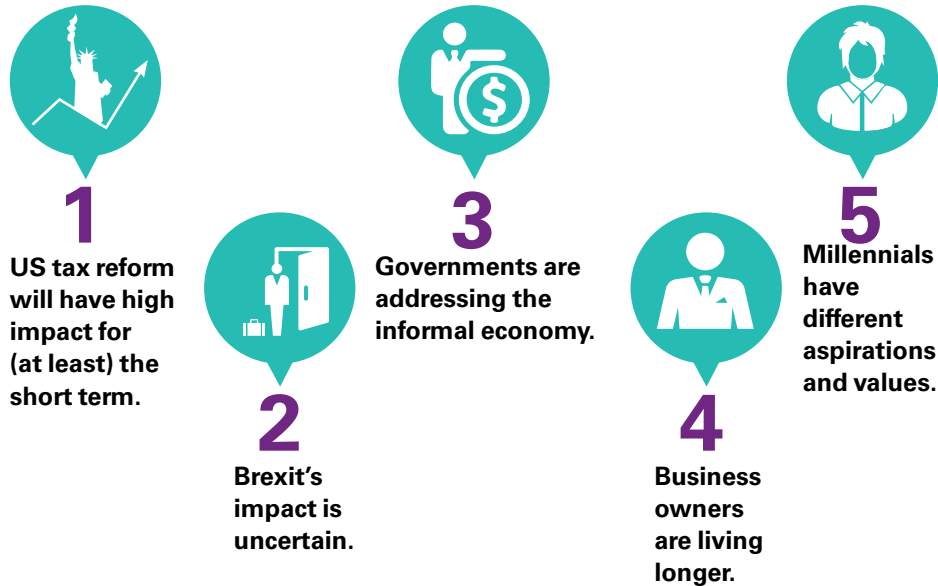 1
US tax reform
will have high
impact for
(at least) the
short term.
2
Brexit's
impact is
uncertain.
3
Governments are
addressing the
informal economy.
$
4
Business
owners
are living
longer.
5
Millennials
have
different
aspirations
and values.